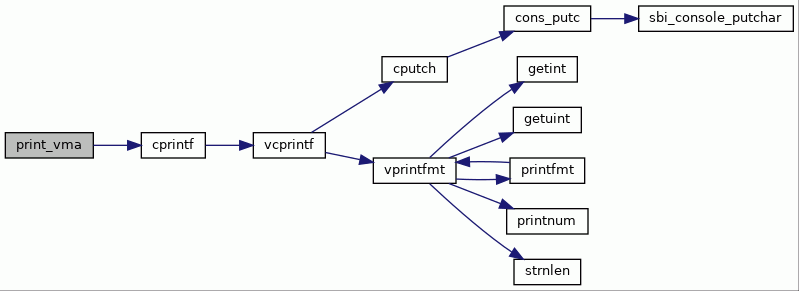 print_vma
cprintf
vcprintf
cputch
cons_putc
sbi_console_putchar
vprintfmt
getint
getuint
printfmt
printnum
strnlen